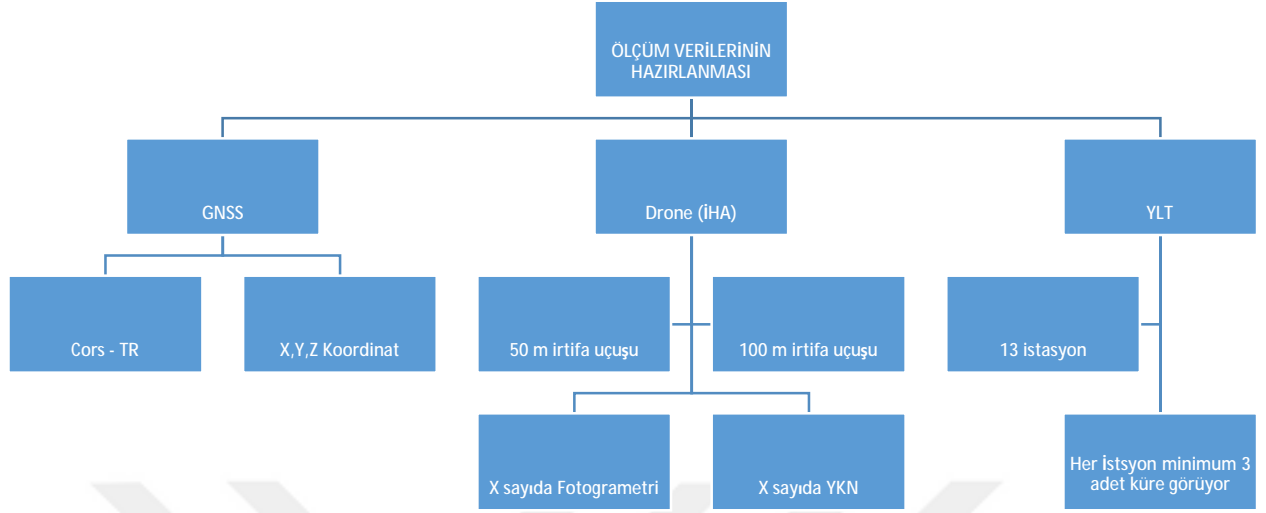 ÖLÇÜM VERİLERİNİN
HAZIRLANMASI
GNSS
Drone (İHA)
YLT
Cors - TR
X,Y,Z Koordinat
50 m irtifa uçuşu
100 m irtifa uçuşu
13 istasyon
X sayıda Fotogrametri
X sayıda YKN
Her İstsyon minimum 3
adet küre görüyor